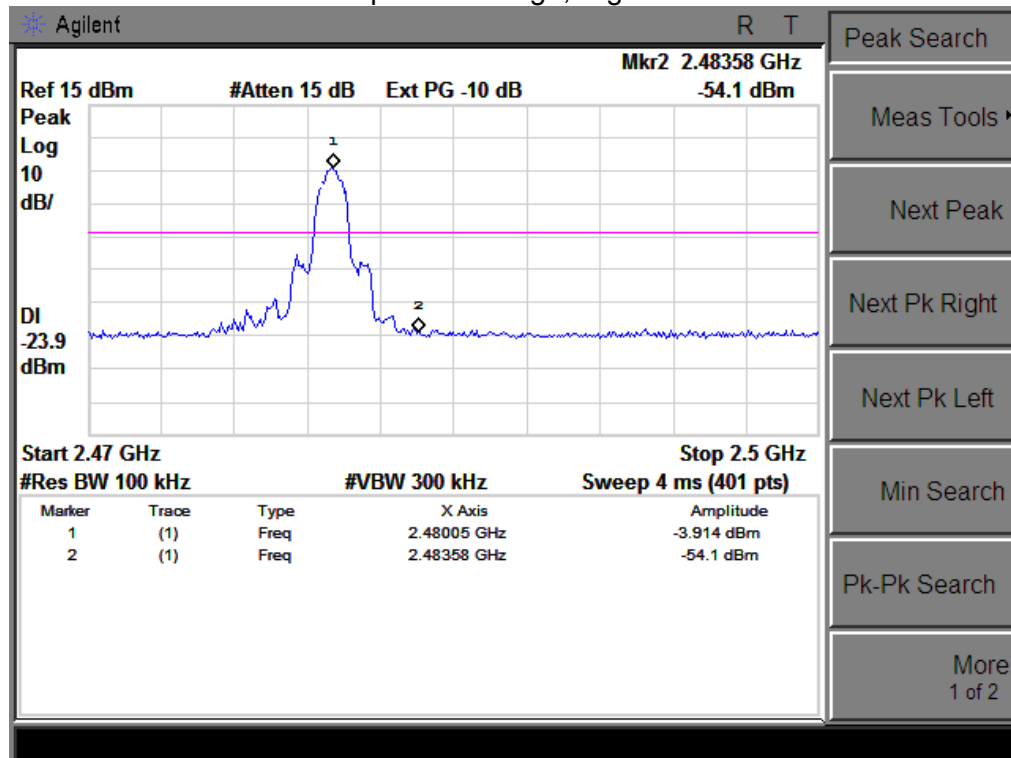 Agilent R T
Mkr2 2.48358 GHz
Ref 15 dBm #Atten 15 dB Ext PG -10 dB -54.1 dBm
Peak
Log
10
dB/
1
2
DI
-23.9
dBm
Start 2.47 GHz Stop 2.5 GHz
#Res BW 100 kHz #VBW 300 kHz Sweep 4 ms (401 pts)
Marker Trace Type X Axis Amplitude
1 (1) Freq 2.48005 GHz -3.914 dBm
2 (1) Freq 2.48358 GHz -54.1 dBm
Peak Search
Meas Tools
Next Peak
Next Pk Right
Next Pk Left
Min Search
Pk-Pk Search
More
1 of 2